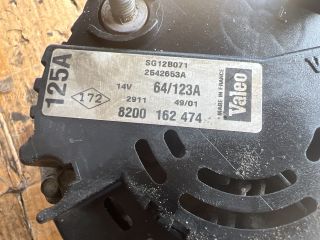 125A
SG12B071
2542653A
14V 64/123A
172 2911 49/01
8200 162 474
Valeo
MADE IN FRANCE